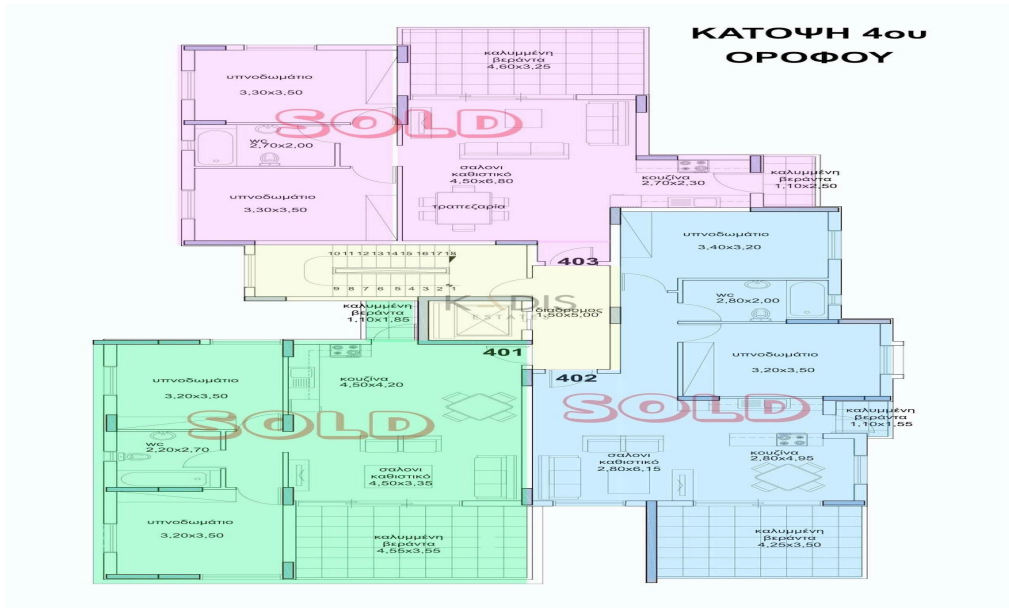 ΚΑΤΟΨΗ 4ου
ΟΡΟΦΟΥ
καλυμμένη
βεράντα
4,60x3,25
υπνοδωμάτιο
3,30x3,50
SOLD
wc
2,70x2,00
σαλονι
καθιστικό
4,50x6,80
κουζίνα
2,70x2,30
καλυμμένη
βεράντα
1,10x2,50
υπνοδωμάτιο
3,30x3,50
τραπεζαρία
υπνοδωμάτιο
3,40x3,20
403
10 11 12 13 14 15 16 17 18
9 8 7 6 5 4 3 2 1
wc
2,80x2,00
KADIS
ESTATES
καλυμμένη
βεράντα
1,10x1,85
διάδρομος
1,50x5,00
401
402
υπνοδωμάτιο
3,20x3,50
υπνοδωμάτιο
3,20x3,50
κουζίνα
4,50x4,20
SOLD
SOLD
καλυμμένη
βεράντα
1,10x1,55
wc
2,20x2,70
σαλονι
καθιστικό
4,50x3,35
σαλονι
καθιστικό
2,80x6,15
κουζίνα
2,80x4,95
υπνοδωμάτιο
3,20x3,50
καλυμμένη
βεράντα
4,55x3,55
καλυμμένη
βεράντα
4,25x3,50